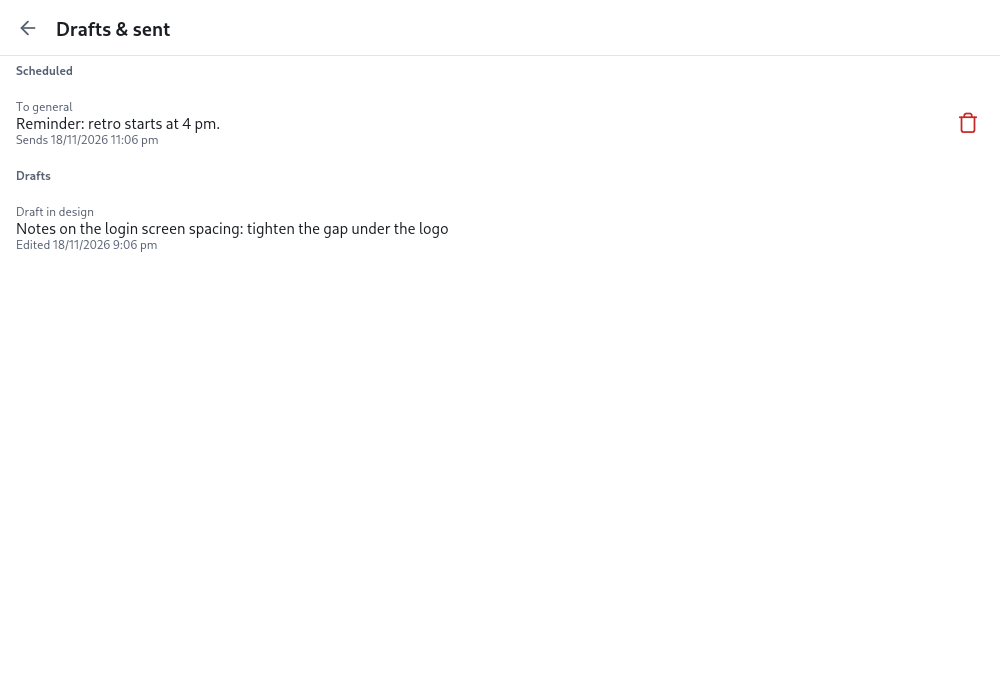 Drafts & sent
Scheduled
To general
Reminder: retro starts at 4 pm.
Sends 18/11/2026 11:06 pm
Drafts
Draft in design
Notes on the login screen spacing: tighten the gap under the logo
Edited 18/11/2026 9:06 pm